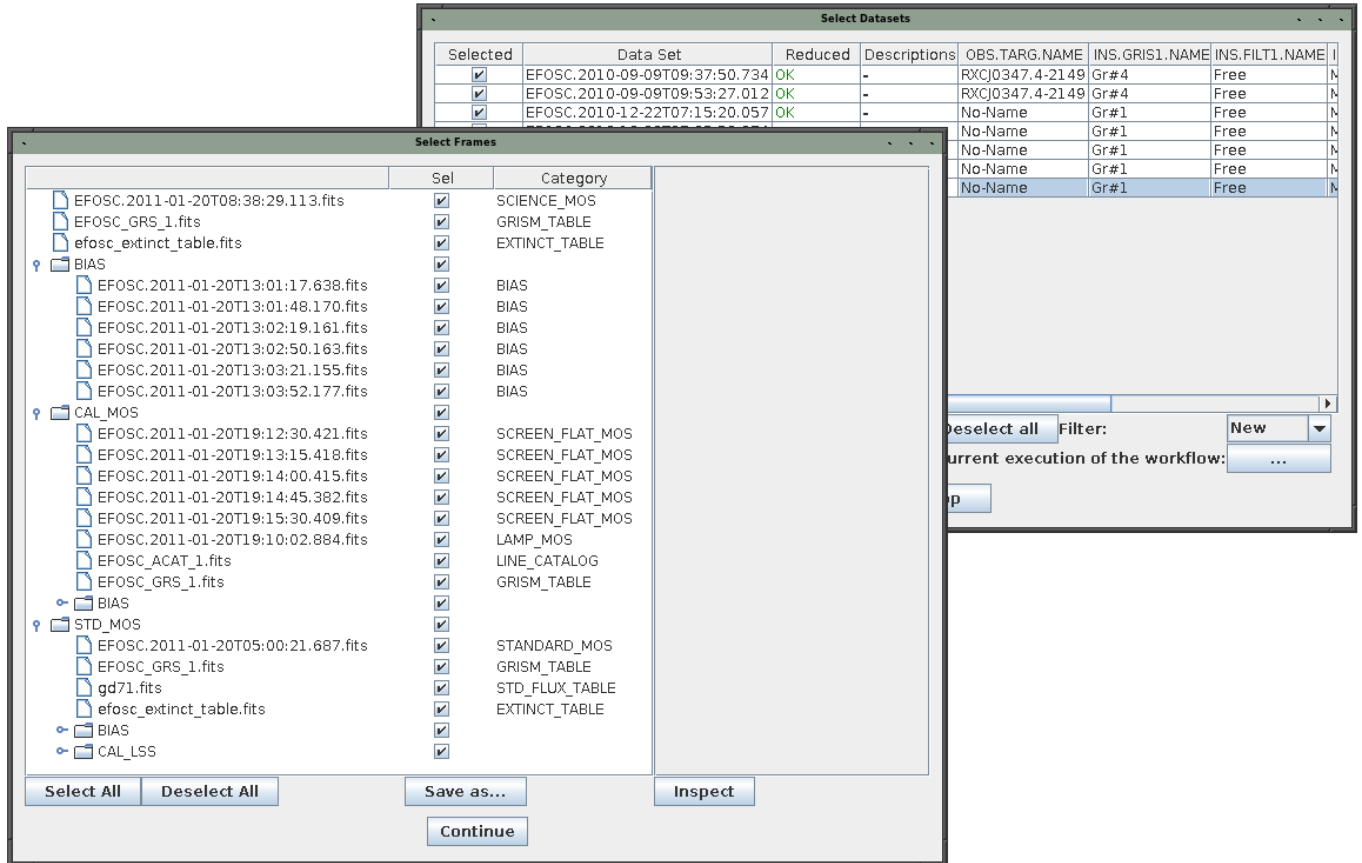 Select Datasets
Selected Data Set Reduced Descriptions OBS.TARG.NAME INS.GRIS1.NAME INS.FILT1.NAME
EFOSC.2010-09-09T09:37:50.734 OK - RXCJ0347.4-2149 Gr#4 Free
EFOSC.2010-09-09T09:53:27.012 OK - RXCJ0347.4-2149 Gr#4 Free
EFOSC.2010-12-22T07:15:20.057 OK - No-Name Gr#1 Free
No-Name Gr#1 Free
No-Name Gr#1 Free
No-Name Gr#1 Free
No-Name Gr#1 Free
Deselect all Filter: New
urrent execution of the workflow: ...
op
Select Frames
Sel Category
EFOSC.2011-01-20T08:38:29.113.fits SCIENCE_MOS
EFOSC_GRS_1.fits GRISM_TABLE
efosc_extinct_table.fits EXTINCT_TABLE
BIAS
EFOSC.2011-01-20T13:01:17.638.fits BIAS
EFOSC.2011-01-20T13:01:48.170.fits BIAS
EFOSC.2011-01-20T13:02:19.161.fits BIAS
EFOSC.2011-01-20T13:02:50.163.fits BIAS
EFOSC.2011-01-20T13:03:21.155.fits BIAS
EFOSC.2011-01-20T13:03:52.177.fits BIAS
CAL_MOS
EFOSC.2011-01-20T19:12:30.421.fits SCREEN_FLAT_MOS
EFOSC.2011-01-20T19:13:15.418.fits SCREEN_FLAT_MOS
EFOSC.2011-01-20T19:14:00.415.fits SCREEN_FLAT_MOS
EFOSC.2011-01-20T19:14:45.382.fits SCREEN_FLAT_MOS
EFOSC.2011-01-20T19:15:30.409.fits SCREEN_FLAT_MOS
EFOSC.2011-01-20T19:10:02.884.fits LAMP_MOS
EFOSC_ACAT_1.fits LINE_CATALOG
EFOSC_GRS_1.fits GRISM_TABLE
BIAS
STD_MOS
EFOSC.2011-01-20T05:00:21.687.fits STANDARD_MOS
EFOSC_GRS_1.fits GRISM_TABLE
gd71.fits STD_FLUX_TABLE
efosc_extinct_table.fits EXTINCT_TABLE
BIAS
CAL_LSS
Select All Deselect All Save as... Inspect
Continue